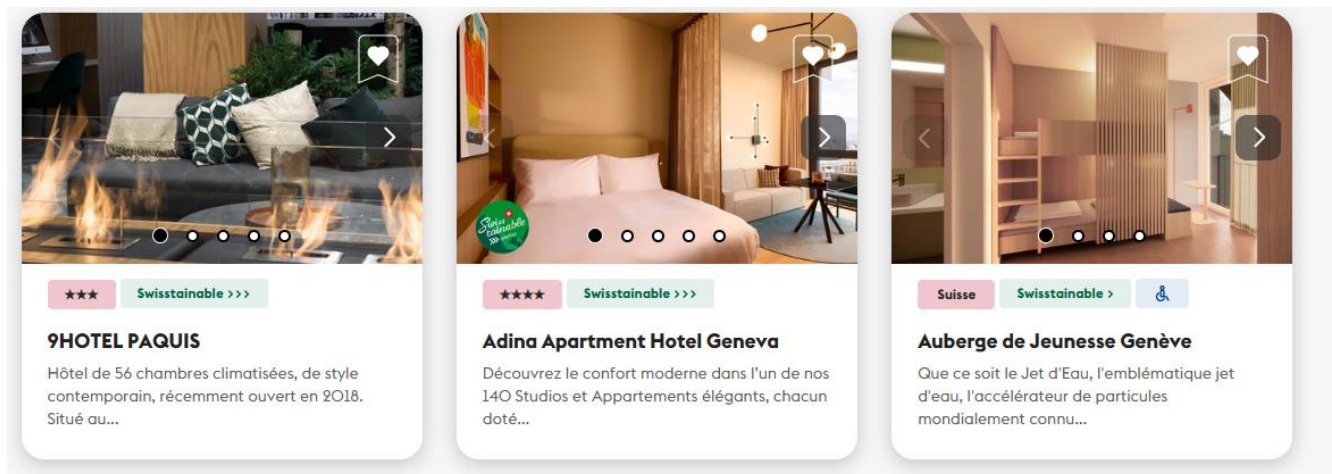 ★★★
Swisstainable >>>
9HOTEL PAQUIS
Hôtel de 56 chambres climatisées, de style
contemporain, récemment ouvert en 2018.
Situé au...
Swisstainable
★★★★
Swisstainable >>>
Adina Apartment Hotel Geneva
Découvrez le confort moderne dans l'un de nos
140 Studios et Appartements élégants, chacun
doté...
Suisse
Swisstainable >
Auberge de Jeunesse Genève
Que ce soit le Jet d'Eau, l'emblématique jet
d'eau, l'accélérateur de particules
mondialement connu...